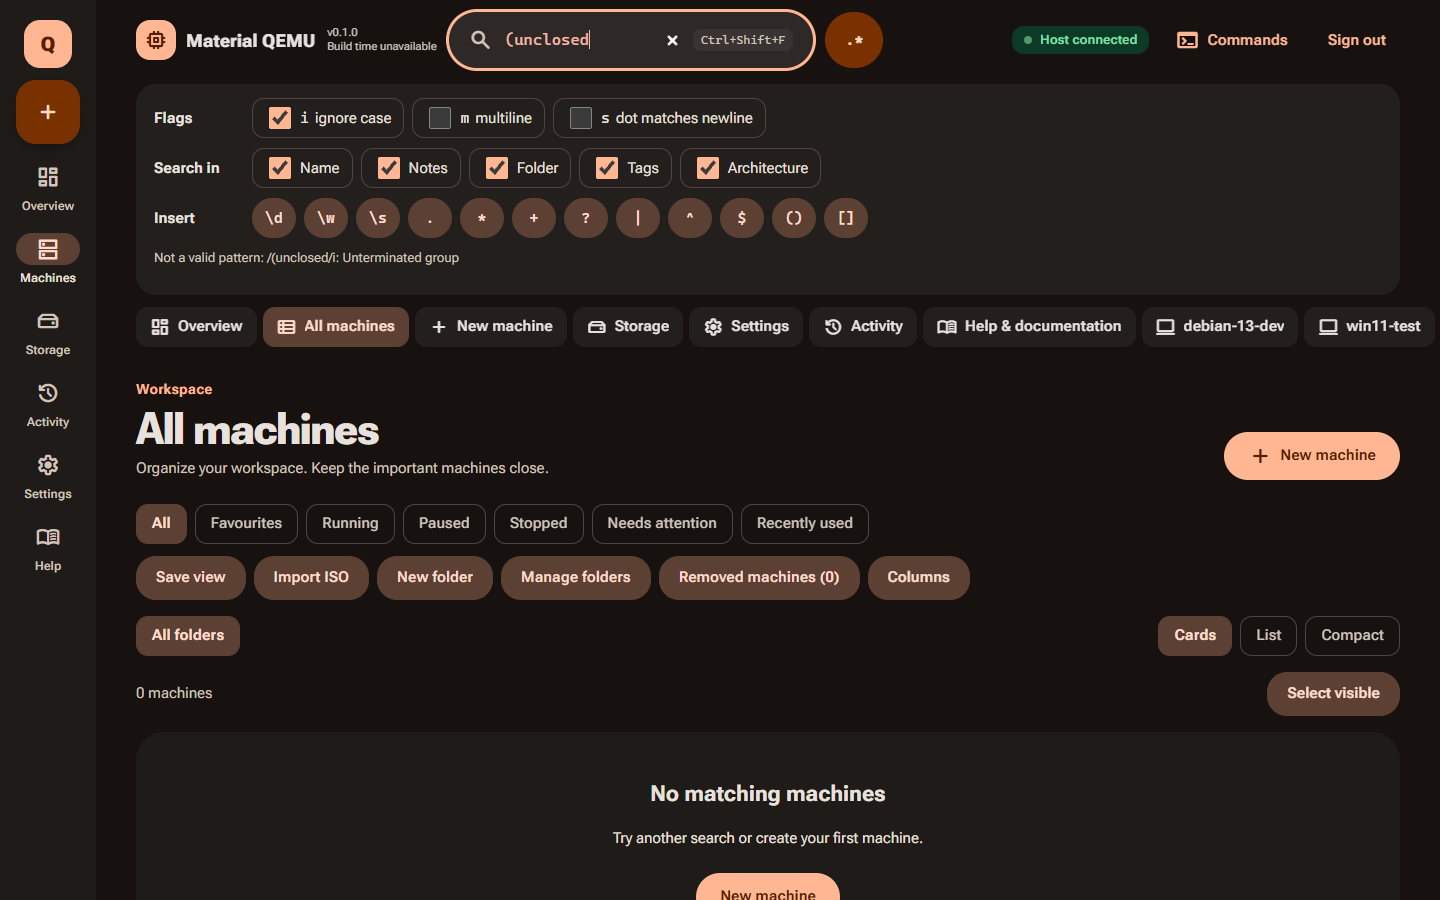 Q
Material QEMU
v0.1.0
Build time unavailable
(unclosed
Ctrl+Shift+F
.*
Host connected
Commands
Sign out
+
Overview
Machines
Storage
Activity
Settings
Help
Flags
i ignore case
m multiline
s dot matches newline
Search in
Name
Notes
Folder
Tags
Architecture
Insert
\d
\w
\s
.
*
+
?
|
^
$
()
[]
Not a valid pattern: /(unclosed/i: Unterminated group
Overview
All machines
+ New machine
Storage
Settings
Activity
Help & documentation
debian-13-dev
win11-test
Workspace
All machines
Organize your workspace. Keep the important machines close.
+ New machine
All
Favourites
Running
Paused
Stopped
Needs attention
Recently used
Save view
Import ISO
New folder
Manage folders
Removed machines (0)
Columns
All folders
Cards
List
Compact
0 machines
Select visible
No matching machines
Try another search or create your first machine.
New machine